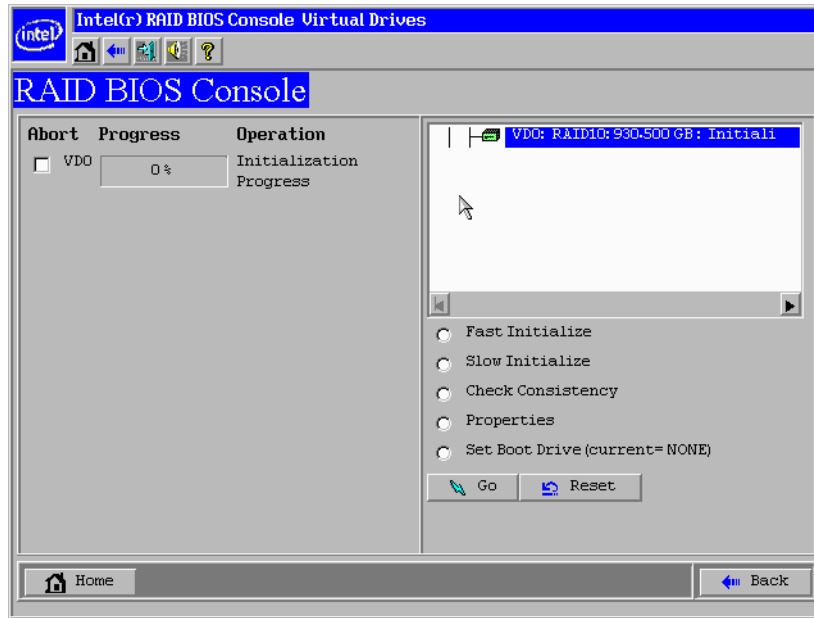 Intel(r) RAID BIOS Console Virtual Drives
intel
?
RAID BIOS Console
Abort Progress Operation
VD0 0% Initialization
Progress
VD0: RAID10: 930.500 GB: Initiali
Fast Initialize
Slow Initialize
Check Consistency
Properties
Set Boot Drive (current= NONE)
Go Reset
Home Back